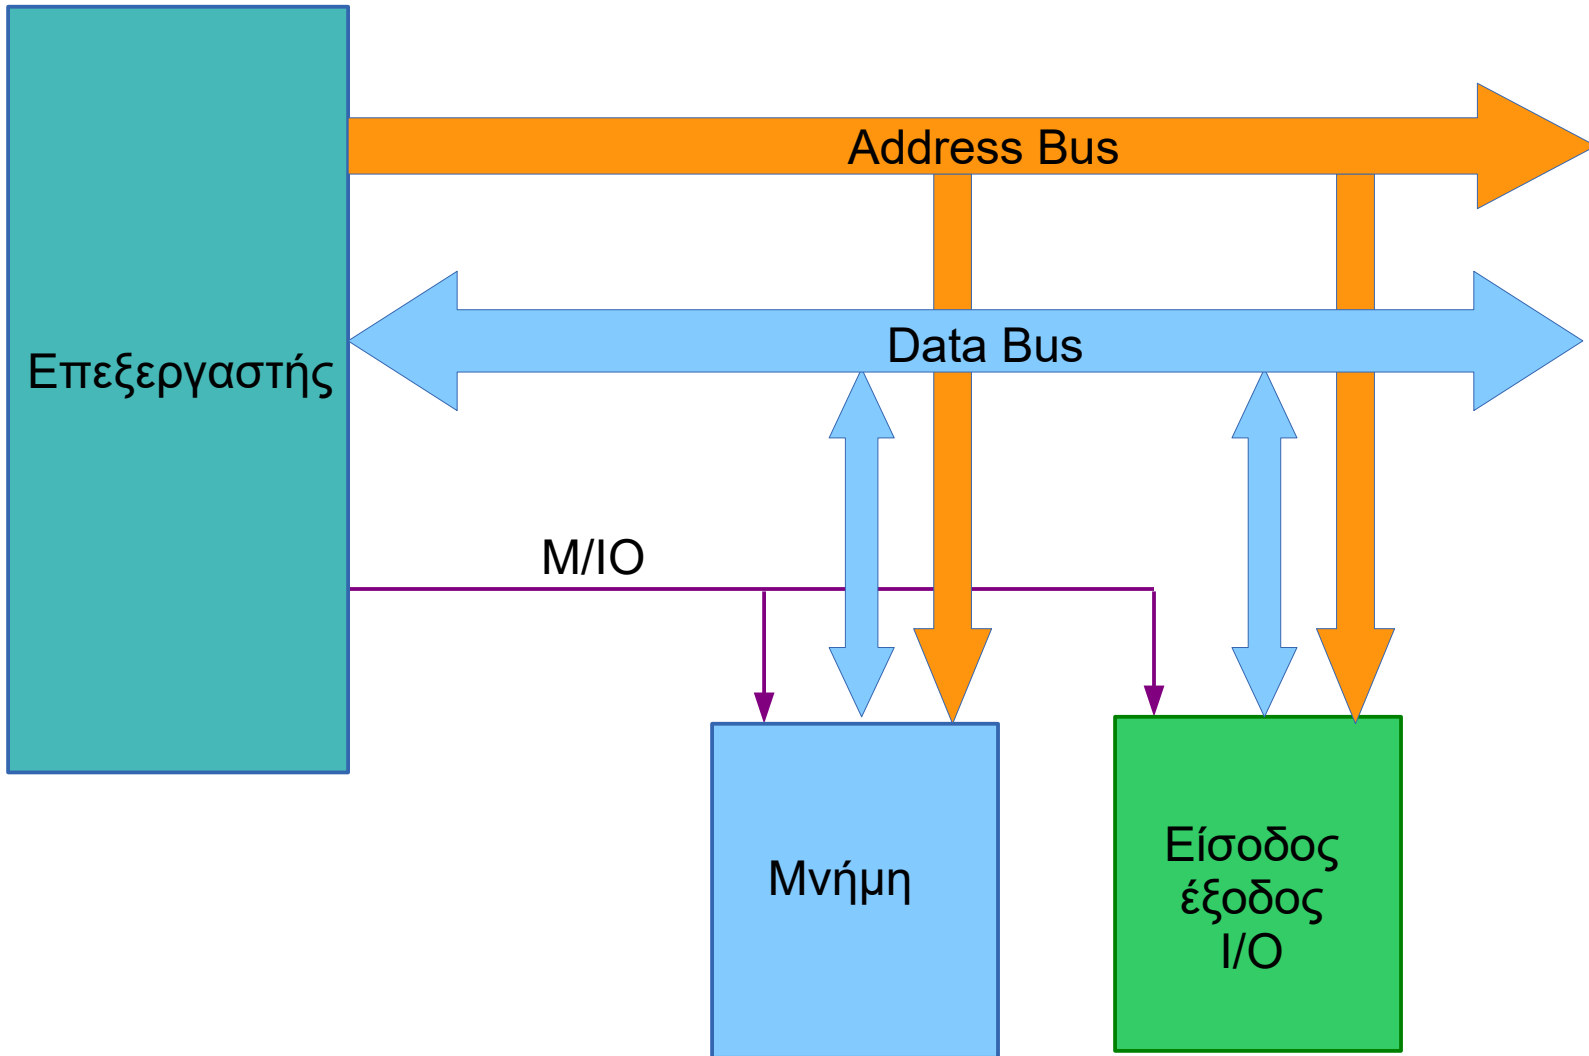 Address Bus
Data Bus
Επεξεργαστής
M/IO
Μνήμη
Είσοδος
έξοδος
I/O